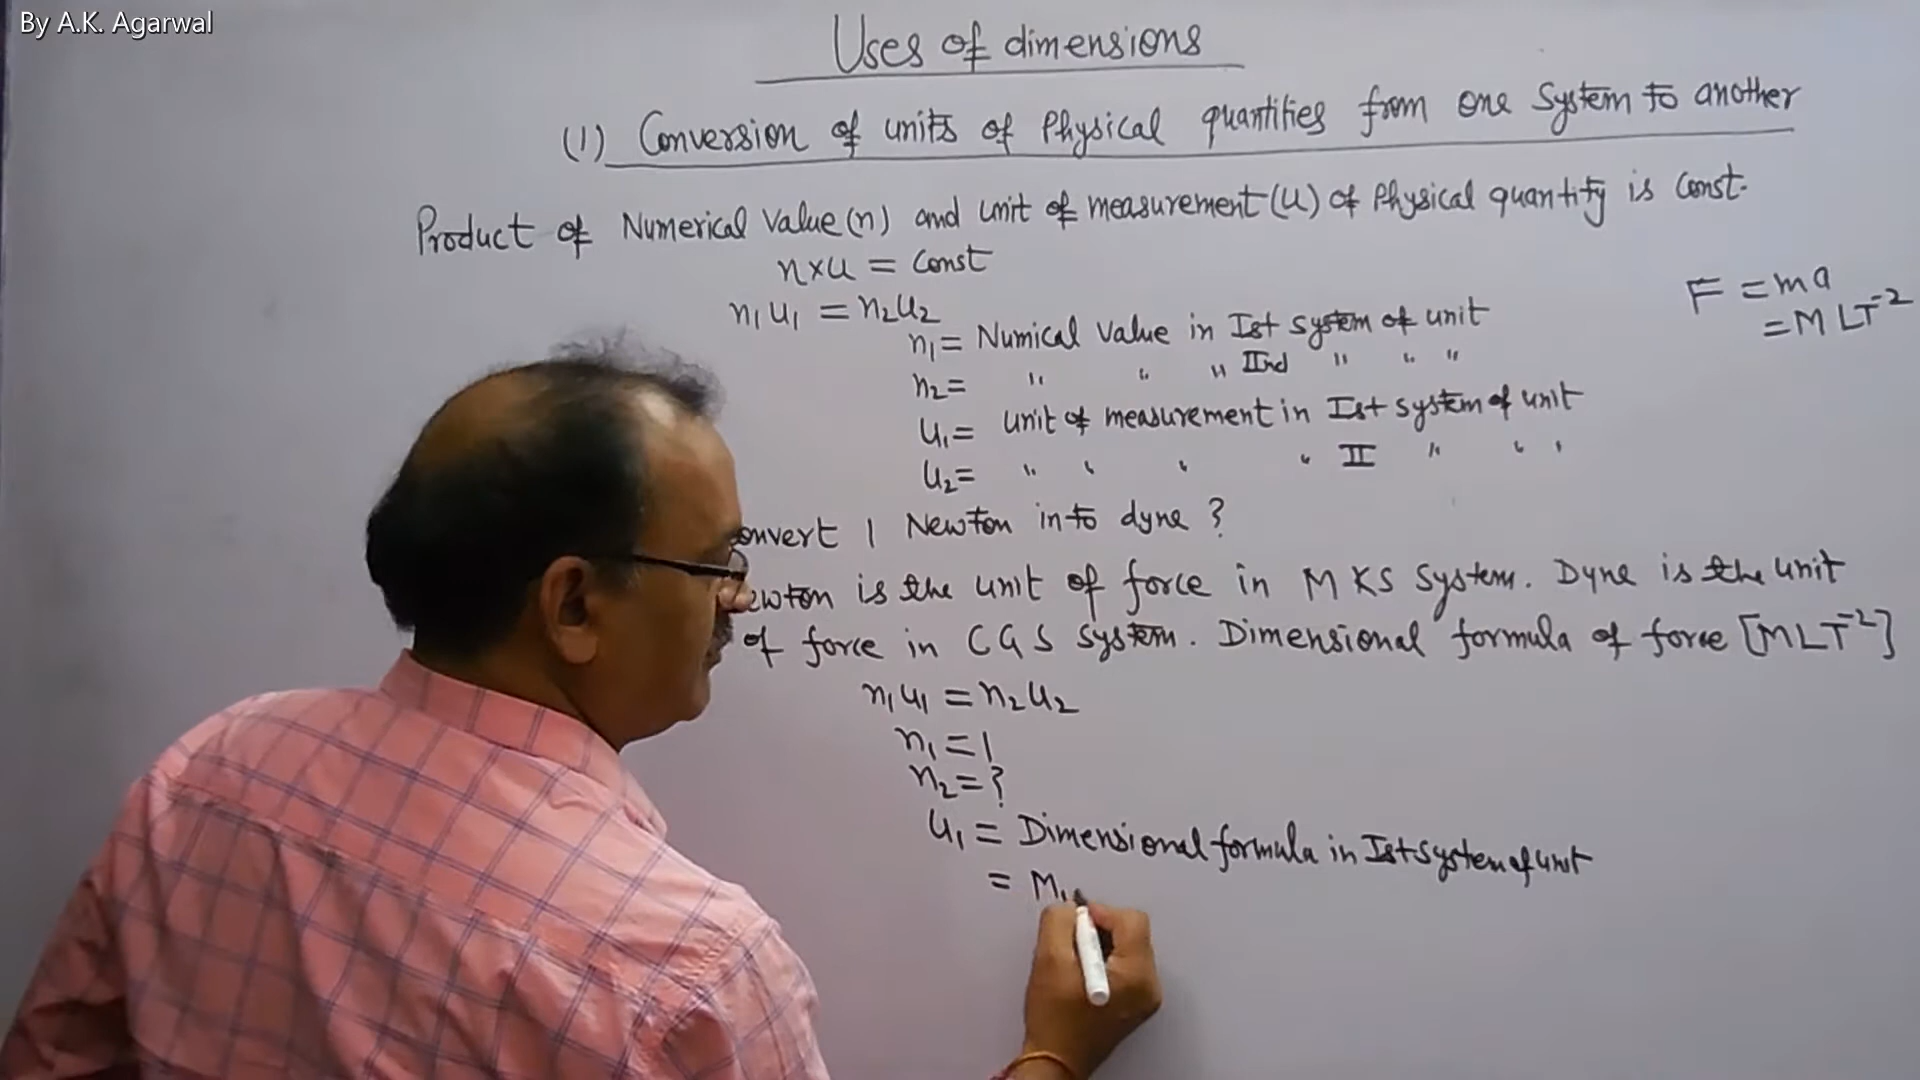 By A.K. Agarwal
Uses of dimensions
(1) Conversion of units of Physical quantities from one System to another
Product of Numerical Value (n) and unit of measurement (u) of Physical quantity is Const.
n×u = Const
n₁u₁ = n₂u₂
F = ma
= MLT⁻²
n₁ = Numical Value in Ist system of unit
n₂ = " " " IInd " " "
u₁ = unit of measurement in Ist system of unit
u₂ = " " " " II " " "
onvert 1 Newton into dyne ?
ewton is the unit of force in MKS System. Dyne is the unit
of force in CGS System. Dimensional formula of force [MLT⁻²]
n₁u₁ = n₂u₂
n₁ = 1
n₂ = ?
u₁ = Dimensional formula in Ist System of unit
= M₁